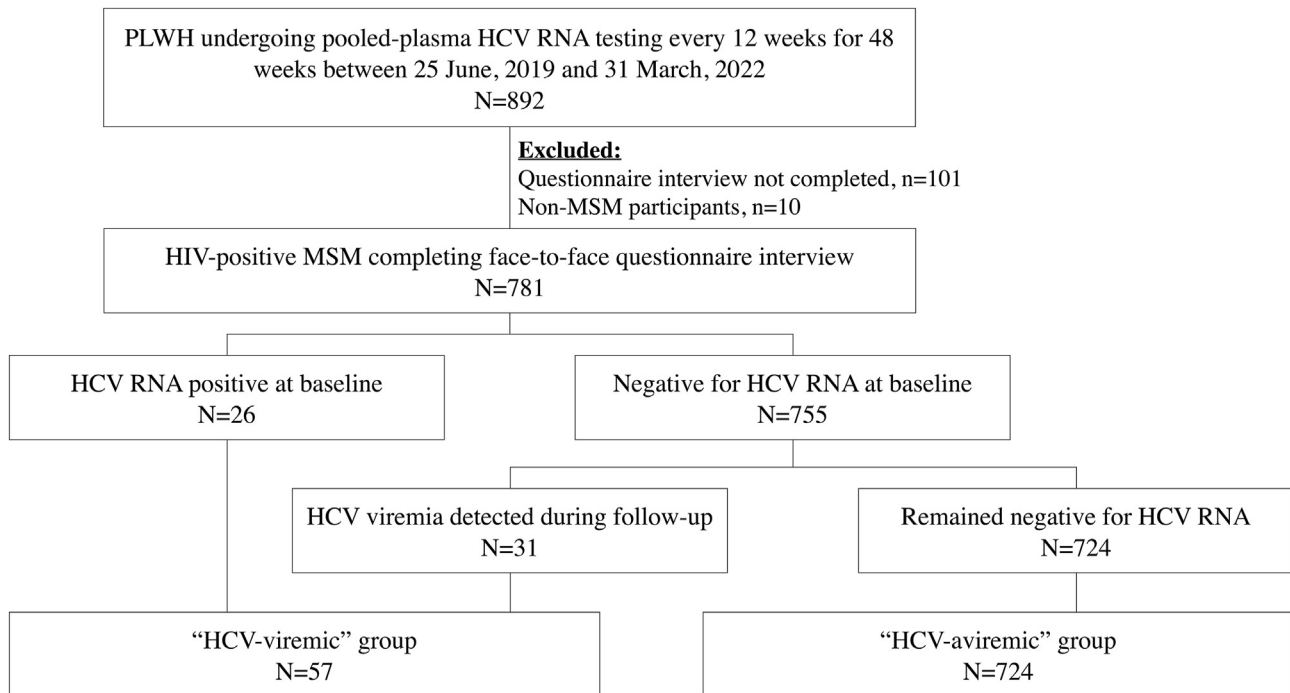 PLWH undergoing pooled-plasma HCV RNA testing every 12 weeks for 48
weeks between 25 June, 2019 and 31 March, 2022
N=892
Excluded:
Questionnaire interview not completed, n=101
Non-MSM participants, n=10
HIV-positive MSM completing face-to-face questionnaire interview
N=781
HCV RNA positive at baseline
N=26
Negative for HCV RNA at baseline
N=755
HCV viremia detected during follow-up
N=31
Remained negative for HCV RNA
N=724
“HCV-viremic” group
N=57
“HCV-aviremic” group
N=724